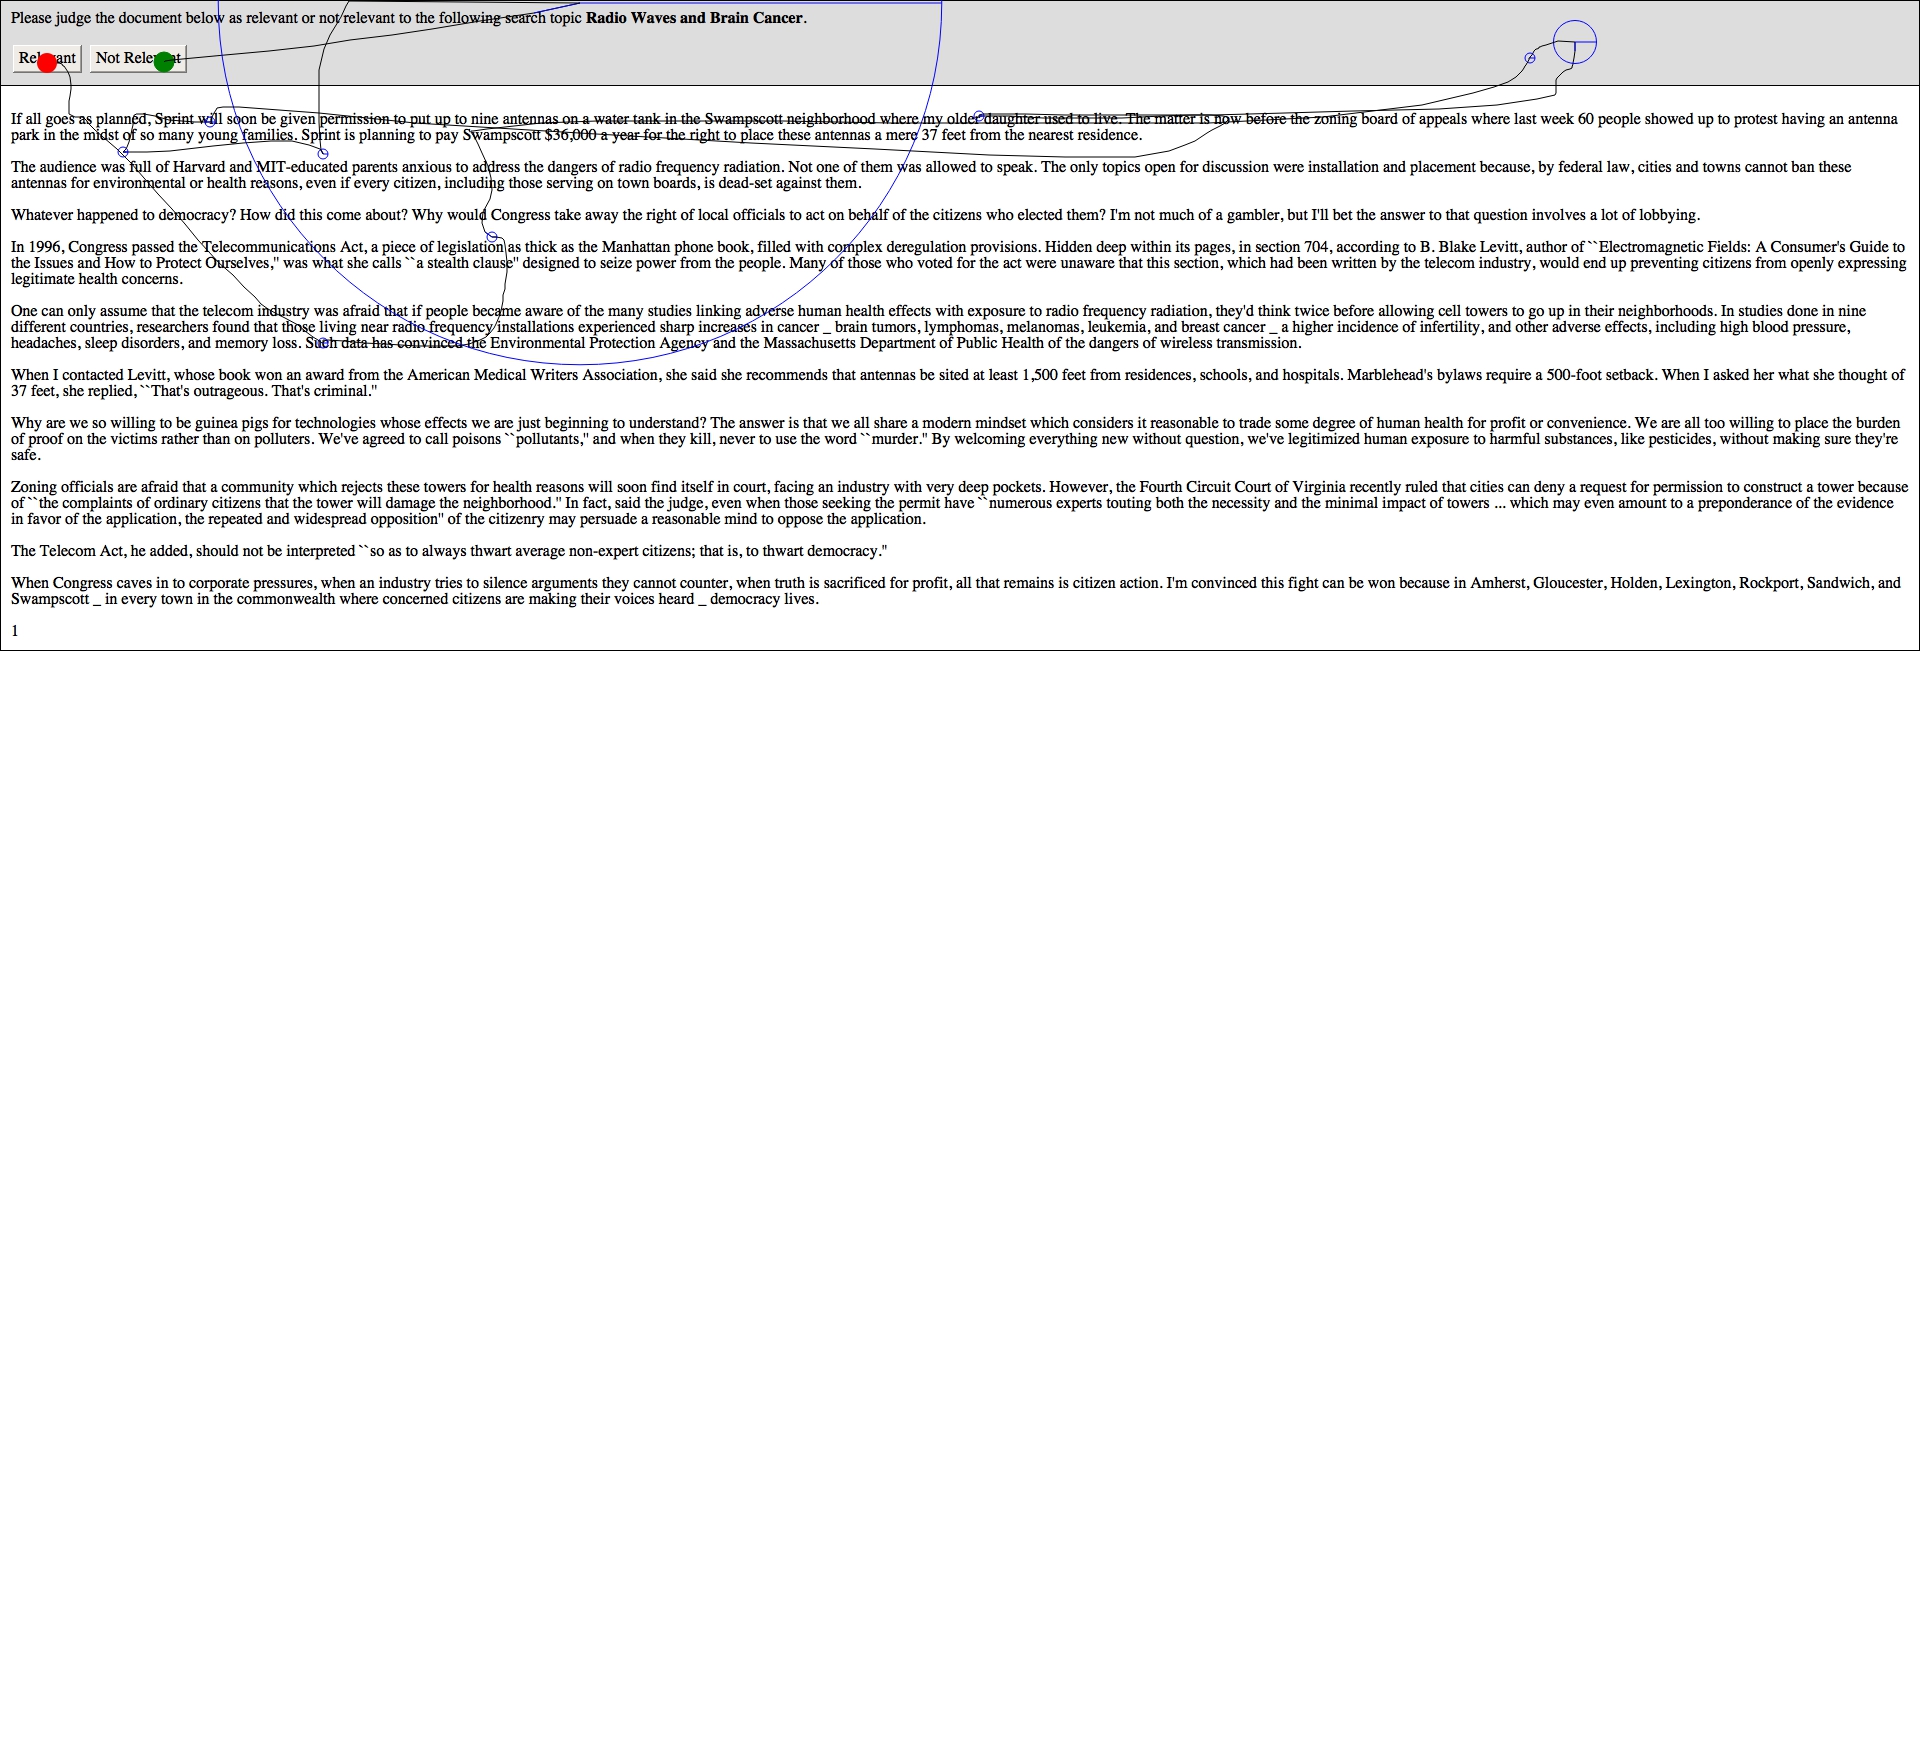 Please judge the document below as relevant or not relevant to the following search topic Radio Waves and Brain Cancer.
Relevant Not Relevant
If all goes as planned, Sprint will soon be given permission to put up to nine antennas on a water tank in the Swampscott neighborhood where my older daughter used to live. The matter is now before the zoning board of appeals where last week 60 people showed up to protest having an antenna
park in the midst of so many young families. Sprint is planning to pay Swampscott $36,000 a year for the right to place these antennas a mere 37 feet from the nearest residence.
The audience was full of Harvard and MIT-educated parents anxious to address the dangers of radio frequency radiation. Not one of them was allowed to speak. The only topics open for discussion were installation and placement because, by federal law, cities and towns cannot ban these
antennas for environmental or health reasons, even if every citizen, including those serving on town boards, is dead-set against them.
Whatever happened to democracy? How did this come about? Why would Congress take away the right of local officials to act on behalf of the citizens who elected them? I'm not much of a gambler, but I'll bet the answer to that question involves a lot of lobbying.
In 1996, Congress passed the Telecommunications Act, a piece of legislation as thick as the Manhattan phone book, filled with complex deregulation provisions. Hidden deep within its pages, in section 704, according to B. Blake Levitt, author of ``Electromagnetic Fields: A Consumer's Guide to
the Issues and How to Protect Ourselves,'' was what she calls ``a stealth clause'' designed to seize power from the people. Many of those who voted for the act were unaware that this section, which had been written by the telecom industry, would end up preventing citizens from openly expressing
legitimate health concerns.
One can only assume that the telecom industry was afraid that if people became aware of the many studies linking adverse human health effects with exposure to radio frequency radiation, they'd think twice before allowing cell towers to go up in their neighborhoods. In studies done in nine
different countries, researchers found that those living near radio frequency installations experienced sharp increases in cancer _ brain tumors, lymphomas, melanomas, leukemia, and breast cancer _ a higher incidence of infertility, and other adverse effects, including high blood pressure,
headaches, sleep disorders, and memory loss. Such data has convinced the Environmental Protection Agency and the Massachusetts Department of Public Health of the dangers of wireless transmission.
When I contacted Levitt, whose book won an award from the American Medical Writers Association, she said she recommends that antennas be sited at least 1,500 feet from residences, schools, and hospitals. Marblehead's bylaws require a 500-foot setback. When I asked her what she thought of
37 feet, she replied, ``That's outrageous. That's criminal.''
Why are we so willing to be guinea pigs for technologies whose effects we are just beginning to understand? The answer is that we all share a modern mindset which considers it reasonable to trade some degree of human health for profit or convenience. We are all too willing to place the burden
of proof on the victims rather than on polluters. We've agreed to call poisons ``pollutants,'' and when they kill, never to use the word ``murder.'' By welcoming everything new without question, we've legitimized human exposure to harmful substances, like pesticides, without making sure they're
safe.
Zoning officials are afraid that a community which rejects these towers for health reasons will soon find itself in court, facing an industry with very deep pockets. However, the Fourth Circuit Court of Virginia recently ruled that cities can deny a request for permission to construct a tower because
of ``the complaints of ordinary citizens that the tower will damage the neighborhood.'' In fact, said the judge, even when those seeking the permit have ``numerous experts touting both the necessity and the minimal impact of towers ... which may even amount to a preponderance of the evidence
in favor of the application, the repeated and widespread opposition'' of the citizenry may persuade a reasonable mind to oppose the application.
The Telecom Act, he added, should not be interpreted ``so as to always thwart average non-expert citizens; that is, to thwart democracy.''
When Congress caves in to corporate pressures, when an industry tries to silence arguments they cannot counter, when truth is sacrificed for profit, all that remains is citizen action. I'm convinced this fight can be won because in Amherst, Gloucester, Holden, Lexington, Rockport, Sandwich, and
Swampscott _ in every town in the commonwealth where concerned citizens are making their voices heard _ democracy lives.
1